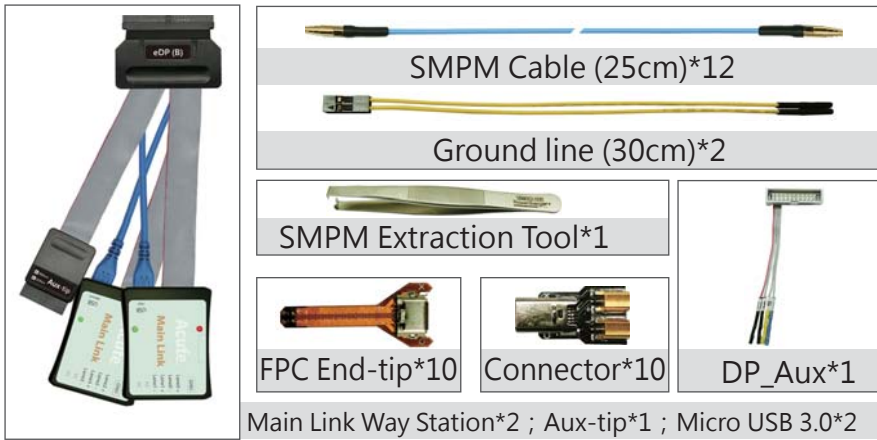 eDP (B)
Aux-tip
Acute
Main Link
Acute
Main Link
SMPM Cable (25cm)*12
Ground line (30cm)*2
SMPM Extraction Tool*1
FPC End-tip*10
Connector*10
DP_Aux*1
Main Link Way Station*2 ; Aux-tip*1 ; Micro USB 3.0*2